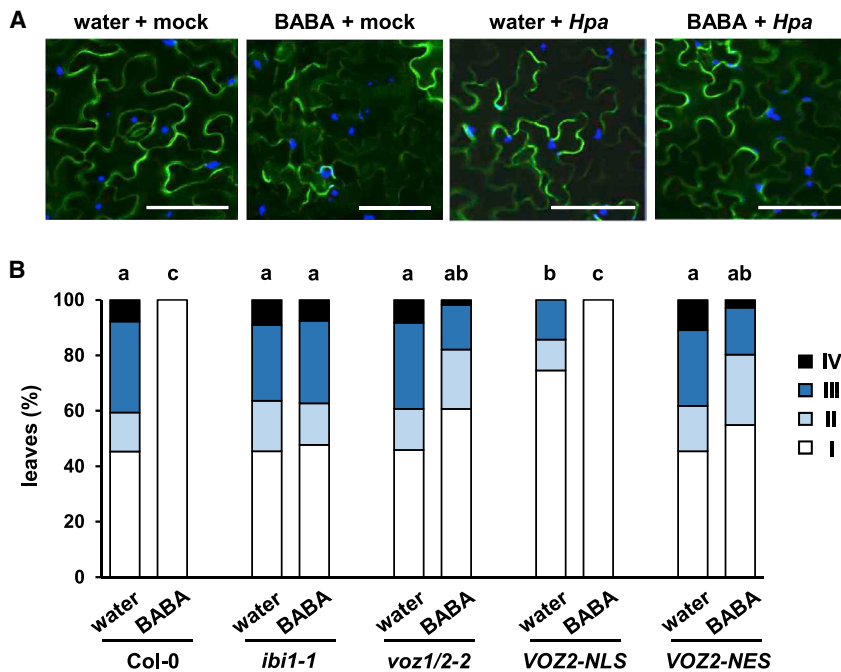 A
water + mock BABA + mock water + Hpa BABA + Hpa
B
a c a a a ab b c a ab
100
80
60
40
20
0
leaves (%)
IV
III
II
I
water BABA water BABA water BABA water BABA water BABA
Col-0 ibi1-1 voz1/2-2 VOZ2-NLS VOZ2-NES